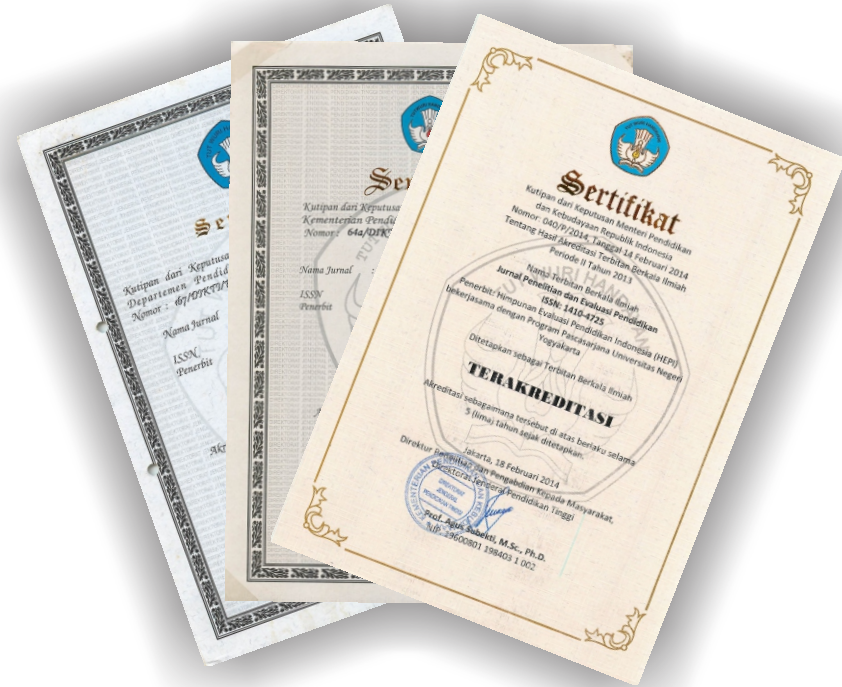 Se
Kutipan dari Keputusa
Departemen Pendid
Nomor :
Nama Jurnal
ISSN
Penerbit
Akr
Ser
Kutipan dari Keputusa
Kementerian Pendid
Nomor : 64a/DIKT
Nama Jurnal :
ISSN
Penerbit
Sertifikat
Kutipan dari Keputusan Menteri Pendidikan
dan Kebudayaan Republik Indonesia
Nomor: 040/P/2014, Tanggal 14 Februari 2014
Tentang Hasil Akreditasi Terbitan Berkala Ilmiah
Periode II Tahun 2013
Nama Terbitan Berkala Ilmiah
Jurnal Penelitian dan Evaluasi Pendidikan
ISSN: 1410-4725
Penerbit: Himpunan Evaluasi Pendidikan Indonesia (HEPI)
bekerjasama dengan Program Pascasarjana Universitas Negeri
Yogyakarta
Ditetapkan sebagai Terbitan Berkala Ilmiah
TERAKREDITASI
Akreditasi sebagaimana tersebut di atas berlaku selama
5 (lima) tahun sejak ditetapkan.
Jakarta, 18 Februari 2014
Direktur Penelitian dan Pengabdian Kepada Masyarakat,
Direktorat Jenderal Pendidikan Tinggi
Prof. Agus Subekti, M.Sc., Ph.D.
NIP. 19600801 198403 1 002